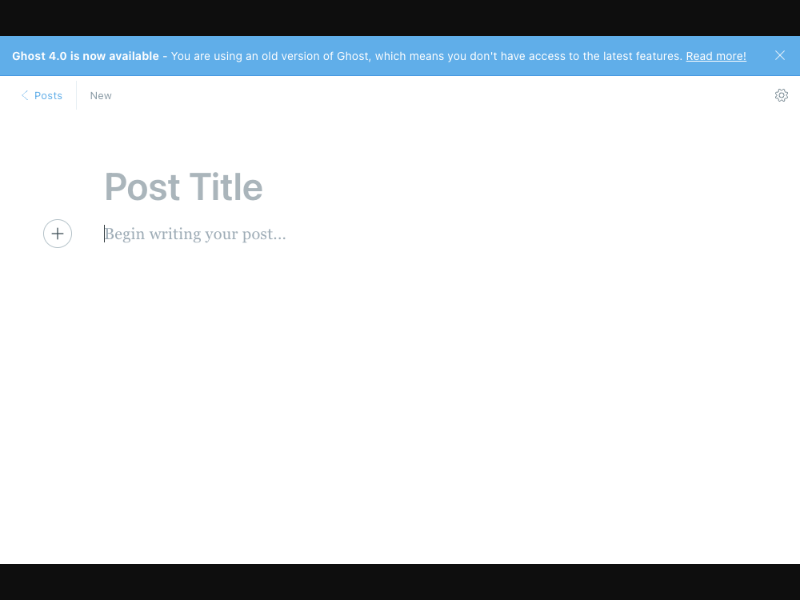 Ghost 4.0 is now available - You are using an old version of Ghost, which means you don't have access to the latest features. Read more!
Posts New
Post Title
Begin writing your post...